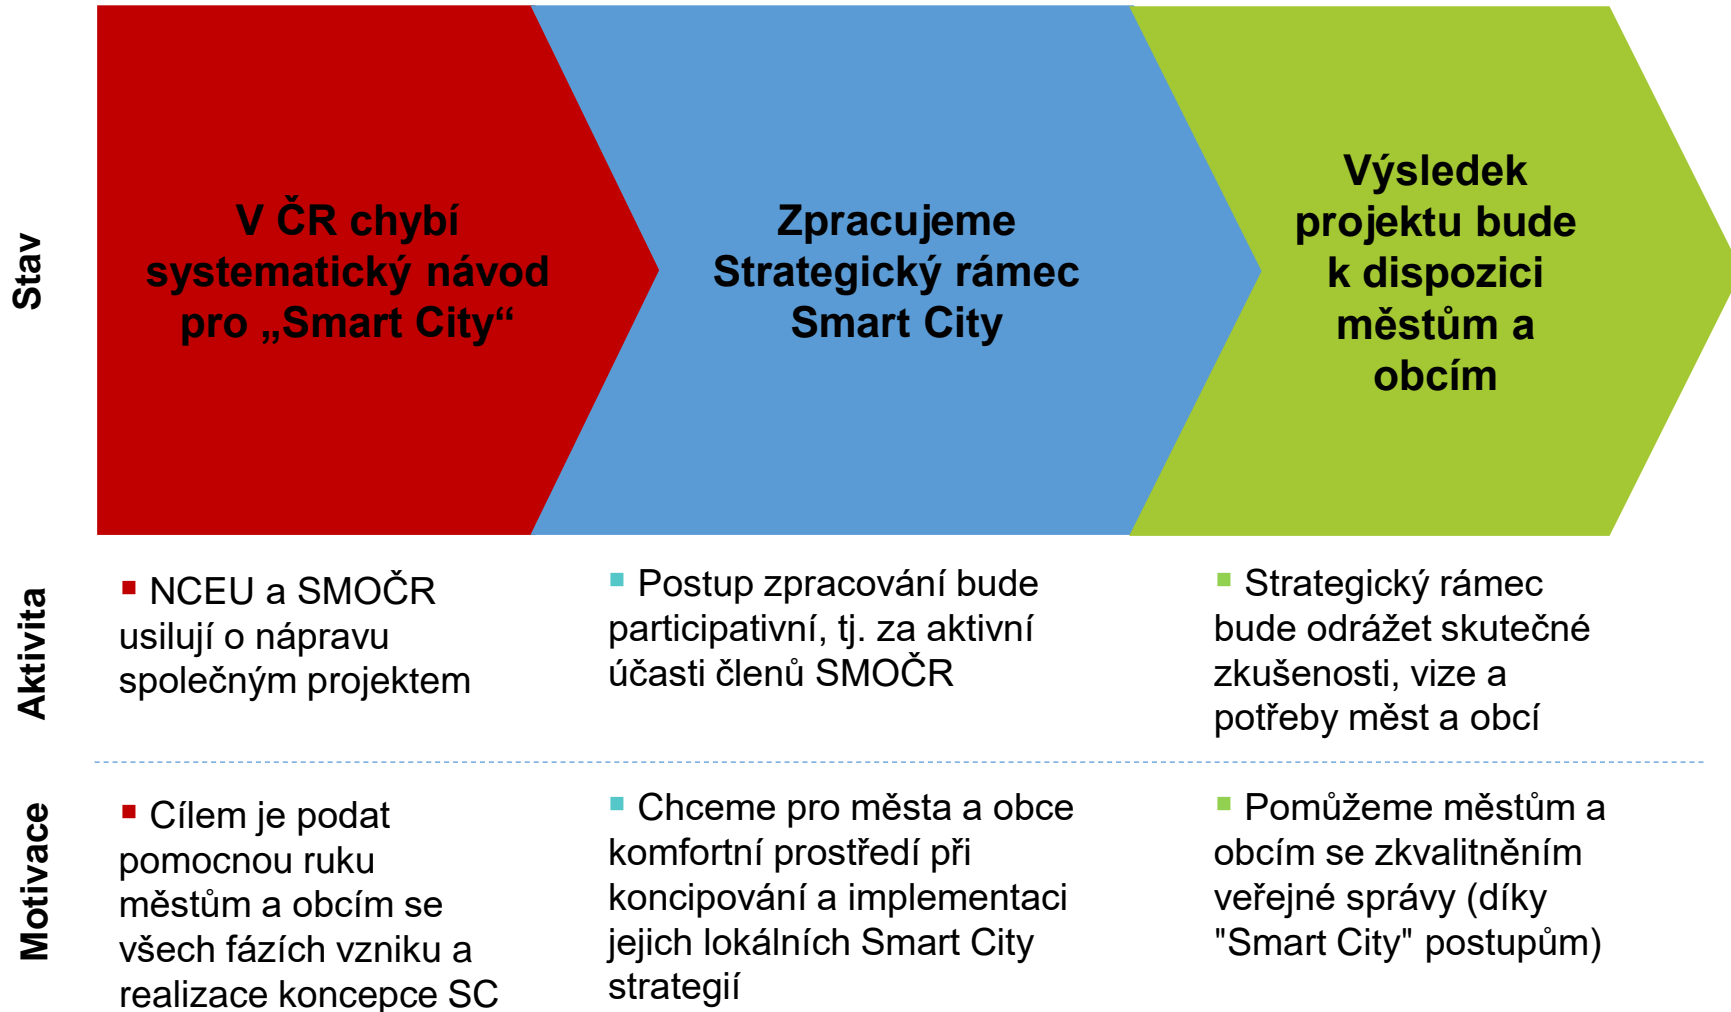 Stav
V ČR chybí
systematický návod
pro „Smart City“
Zpracujeme
Strategický rámec
Smart City
Výsledek
projektu bude
k dispozici
městům a
obcím
Aktivita
▪ NCEU a SMOČR
usilují o nápravu
společným projektem
▪ Postup zpracování bude
participativní, tj. za aktivní
účasti členů SMOČR
▪ Strategický rámec
bude odrážet skutečné
zkušenosti, vize a
potřeby měst a obcí
Motivace
▪ Cílem je podat
pomocnou ruku
městům a obcím se
všech fázích vzniku a
realizace koncepce SC
▪ Chceme pro města a obce
komfortní prostředí při
koncipování a implementaci
jejich lokálních Smart City
strategií
▪ Pomůžeme městům a
obcím se zkvalitněním
veřejné správy (díky
"Smart City" postupům)